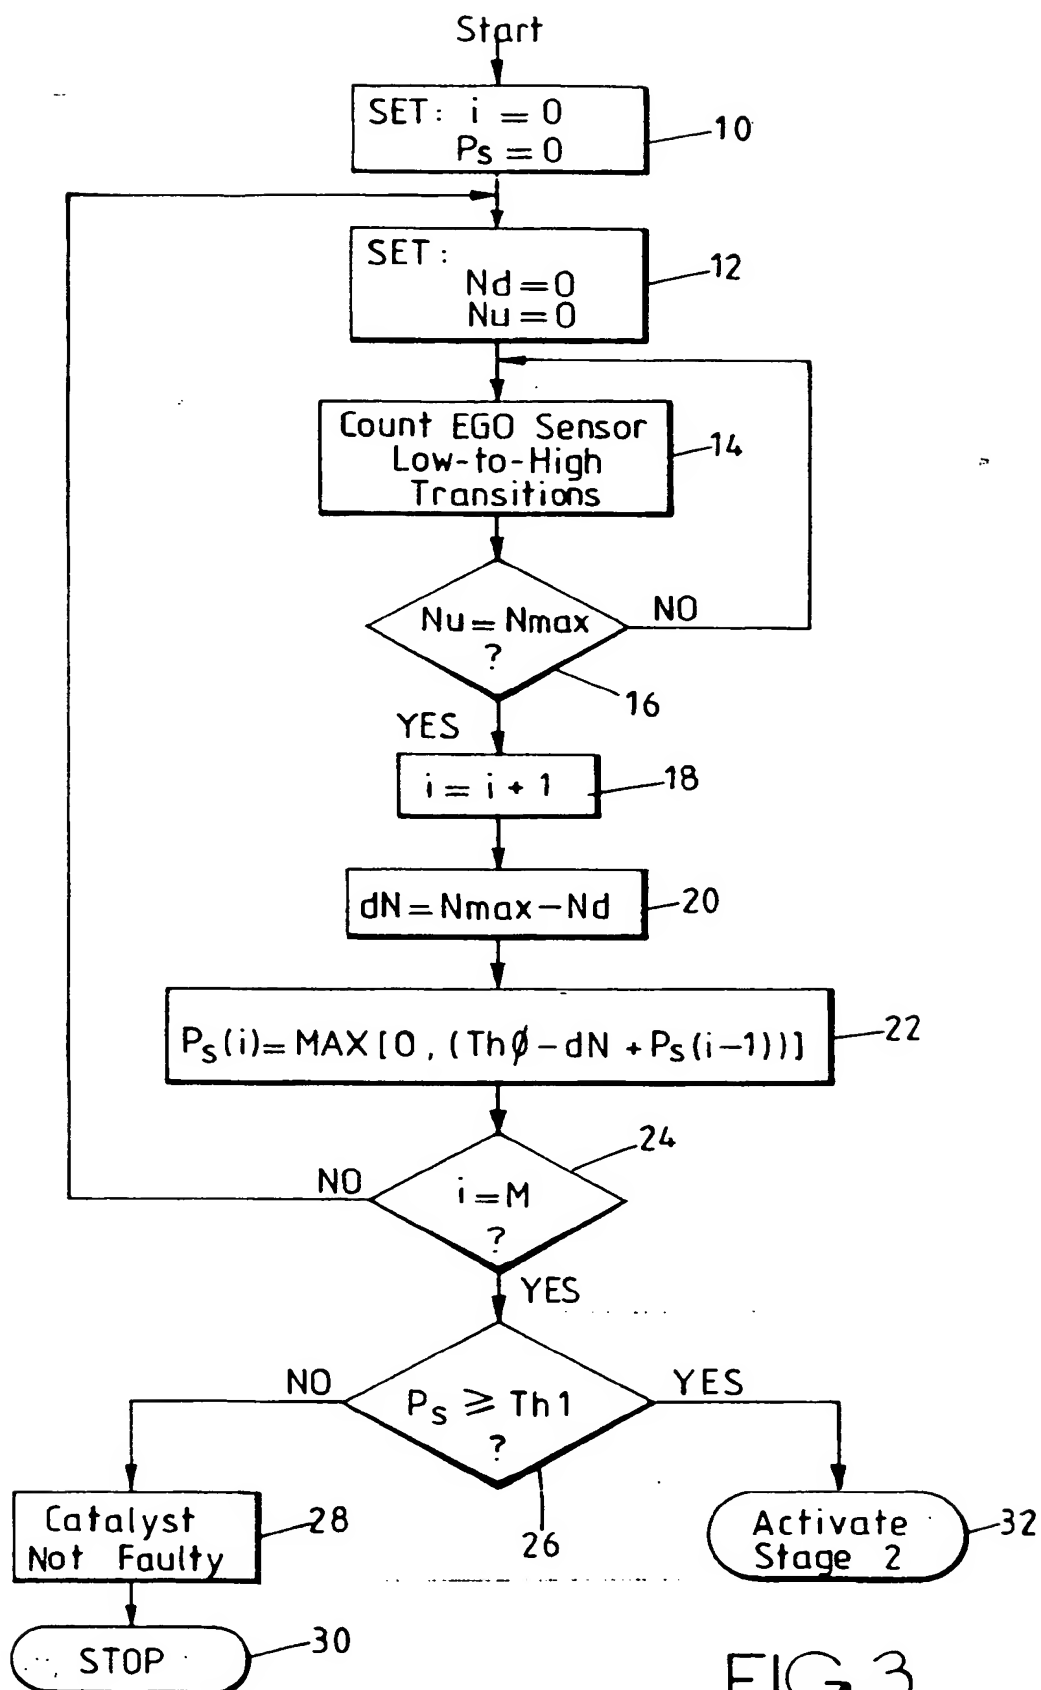 Start
SET: i = 0
Ps = 0
10
SET:
Nd = 0
Nu = 0
12
Count EGO Sensor
Low-to-High
Transitions
14
Nu = Nmax
?
NO
16
YES
i = i + 1
18
dN = Nmax - Nd
20
Ps(i) = MAX [0, (Thø - dN + Ps(i-1))]
22
24
NO
i = M
?
YES
NO
Ps ≥ Th1
?
YES
26
Catalyst
Not Faulty
28
Activate
Stage 2
32
STOP
30
FIG.3